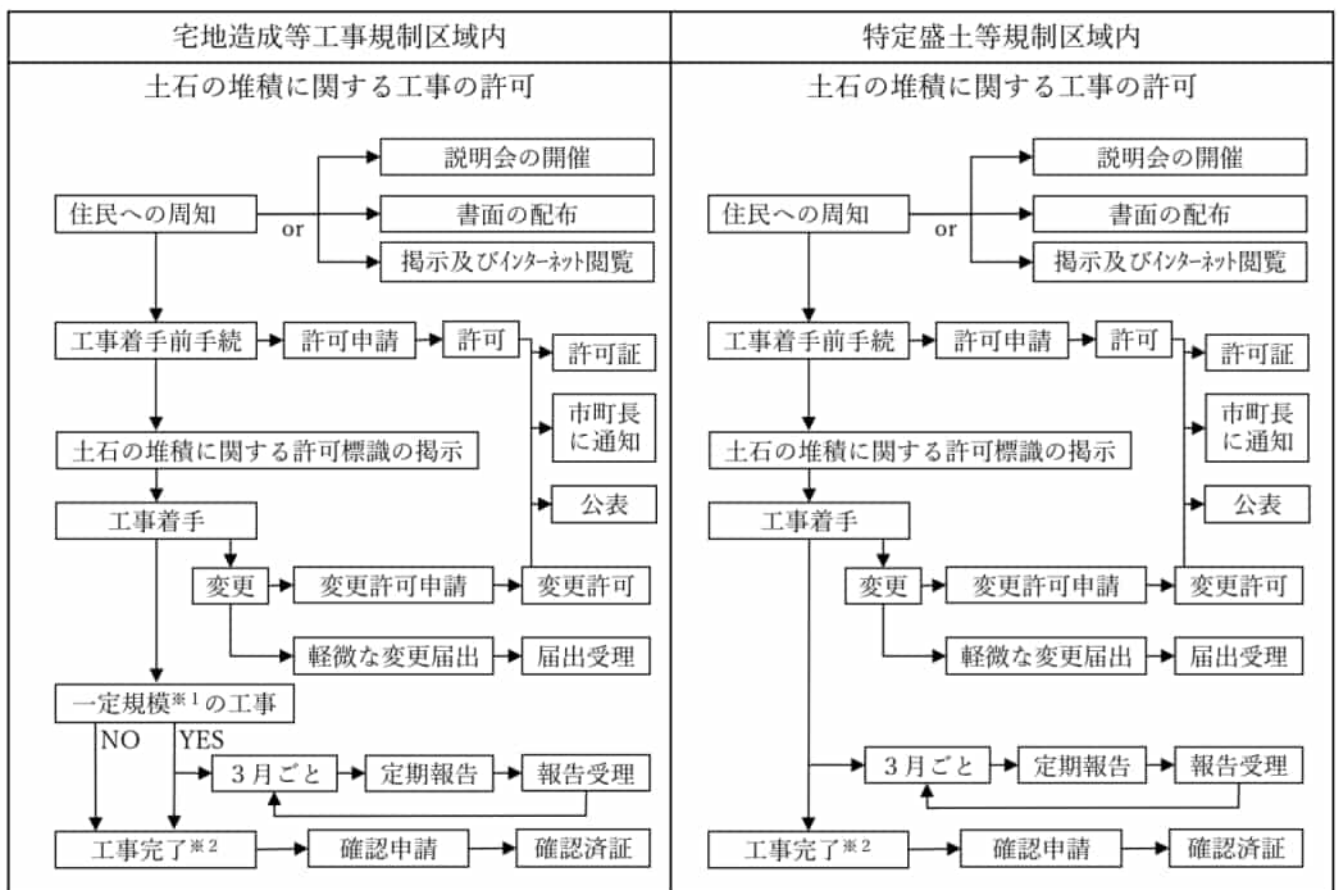 宅地造成等工事規制区域内
土石の堆積に関する工事の許可
説明会の開催
住民への周知
or
書面の配布
掲示及びインターネット閲覧
工事着手前手続
許可申請
許可
許可証
市町長
に通知
土石の堆積に関する許可標識の掲示
公表
工事着手
変更
変更許可申請
変更許可
軽微な変更届出
届出受理
一定規模※1の工事
NO
YES
3月ごと
定期報告
報告受理
工事完了※2
確認申請
確認済証
特定盛土等規制区域内
土石の堆積に関する工事の許可
説明会の開催
住民への周知
or
書面の配布
掲示及びインターネット閲覧
工事着手前手続
許可申請
許可
許可証
市町長
に通知
土石の堆積に関する許可標識の掲示
公表
工事着手
変更
変更許可申請
変更許可
軽微な変更届出
届出受理
3月ごと
定期報告
報告受理
工事完了※2
確認申請
確認済証